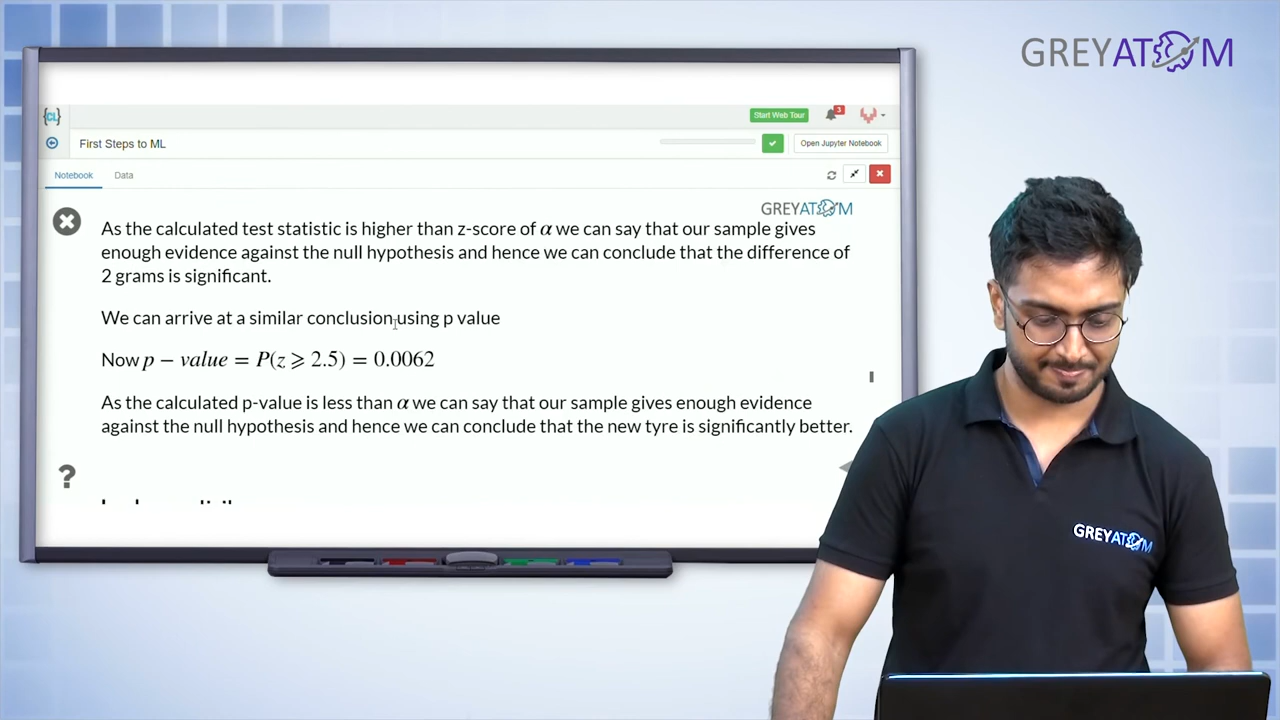 GREYATOM
{CL}
Start Web Tour
3
First Steps to ML
Open Jupyter Notebook
Notebook
Data
GREYATOM
As the calculated test statistic is higher than z-score of α we can say that our sample gives
enough evidence against the null hypothesis and hence we can conclude that the difference of
2 grams is significant.
We can arrive at a similar conclusion using p value
Now p − value = P(z ⩾ 2.5) = 0.0062
As the calculated p-value is less than α we can say that our sample gives enough evidence
against the null hypothesis and hence we can conclude that the new tyre is significantly better.
?
GREYATOM